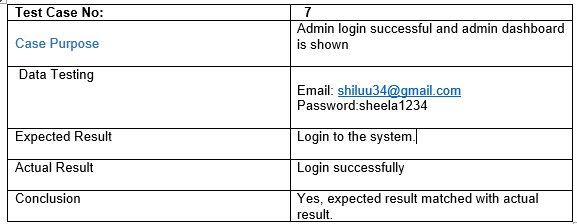 Test Case No: 7
Case Purpose Admin login successful and admin dashboard
is shown
Data Testing
Email: shiluu34@gmail.com
Password:sheela1234
Expected Result Login to the system.
Actual Result Login successfully
Conclusion Yes, expected result matched with actual
result.